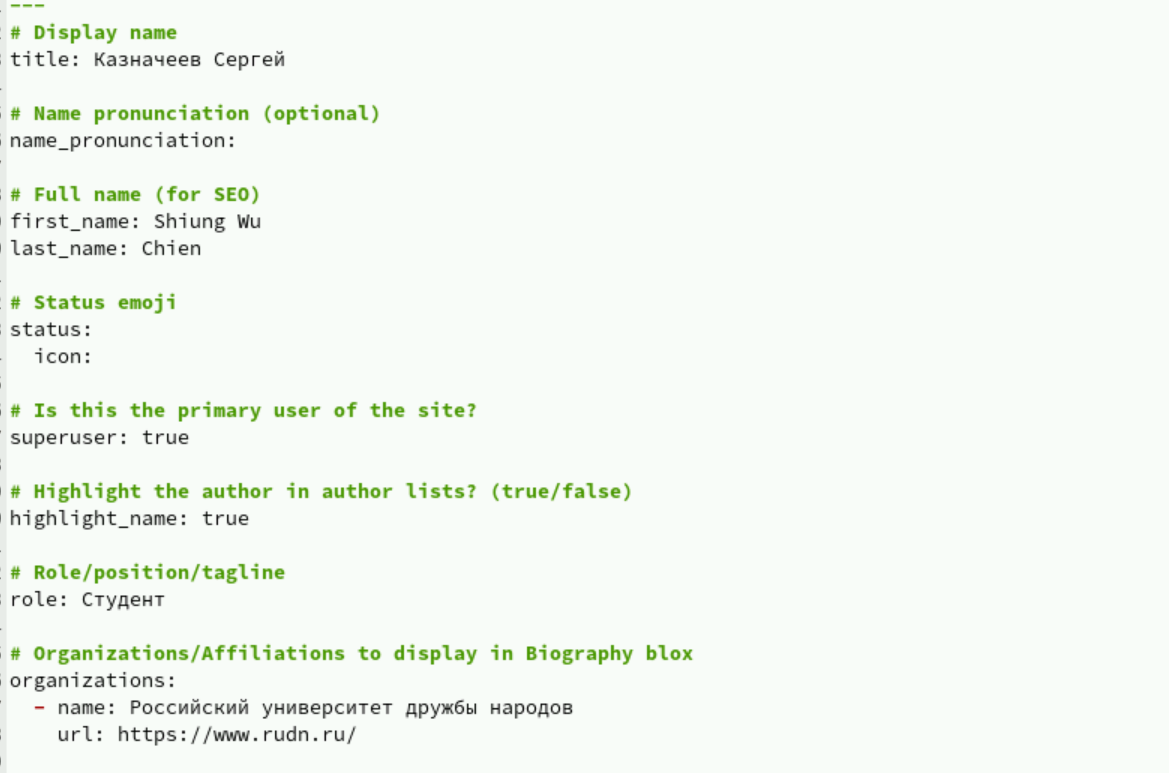 ---
# Display name
title: Казначеев Сергей
# Name pronunciation (optional)
name_pronunciation:
# Full name (for SEO)
first_name: Shiung Wu
last_name: Chien
# Status emoji
status:
  icon:
# Is this the primary user of the site?
superuser: true
# Highlight the author in author lists? (true/false)
highlight_name: true
# Role/position/tagline
role: Студент
# Organizations/Affiliations to display in Biography blox
organizations:
  - name: Российский университет дружбы народов
    url: https://www.rudn.ru/